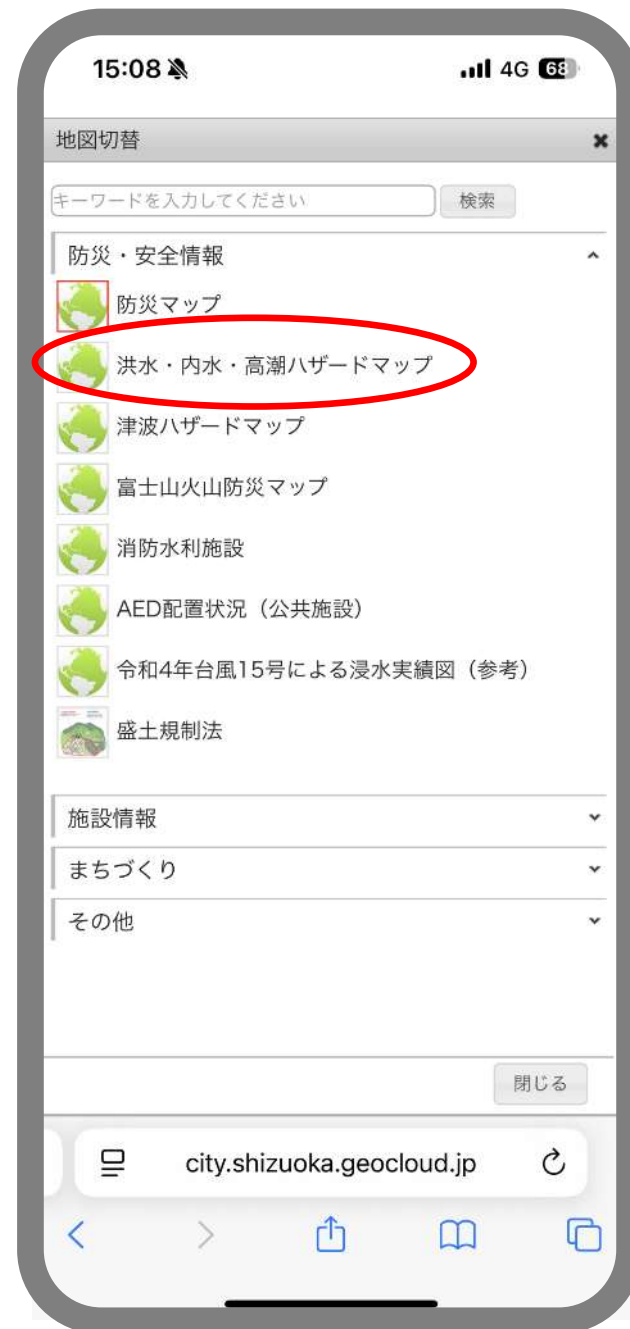 15:08 4G 68
地図切替
キーワードを入力してください 検索
防災・安全情報
防災マップ
洪水・内水・高潮ハザードマップ
津波ハザードマップ
富士山火山防災マップ
消防水利施設
AED配置状況（公共施設）
令和4年台風15号による浸水実績図（参考）
盛土規制法
施設情報
まちづくり
その他
閉じる
city.shizuoka.geocloud.jp